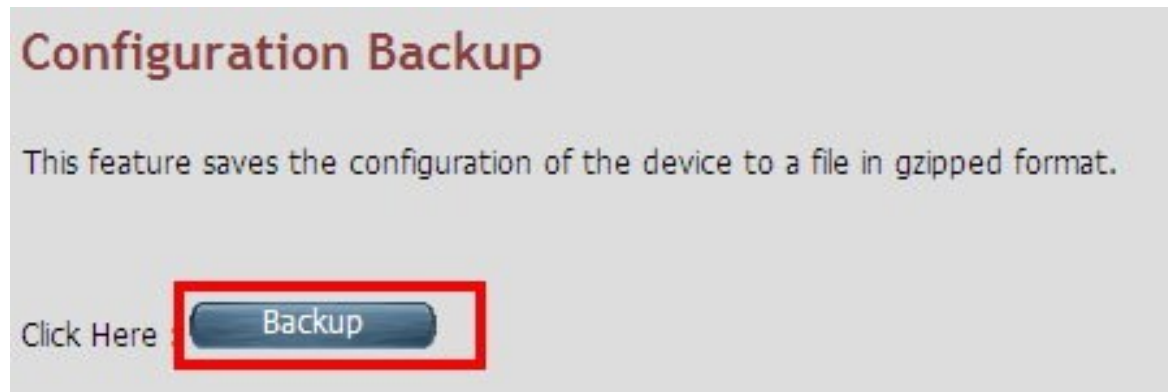 Configuration Backup
This feature saves the configuration of the device to a file in gzipped format.
Click Here : Backup